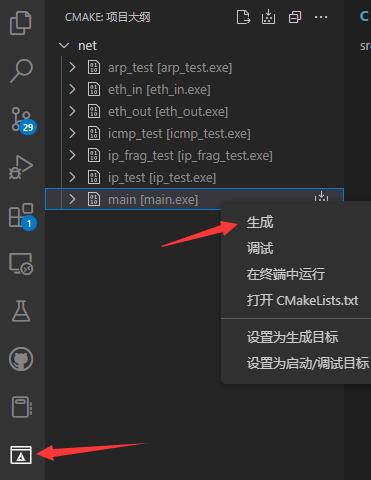 CMAKE: 项目大纲
C
net
sr
arp_test [arp_test.exe]
eth_in [eth_in.exe]
eth_out [eth_out.exe]
29
icmp_test [icmp_test.exe]
ip_frag_test [ip_frag_test.exe]
ip_test [ip_test.exe]
main [main.exe]
1
生成
调试
在终端中运行
打开 CMakeLists.txt
设置为生成目标
设置为启动/调试目标